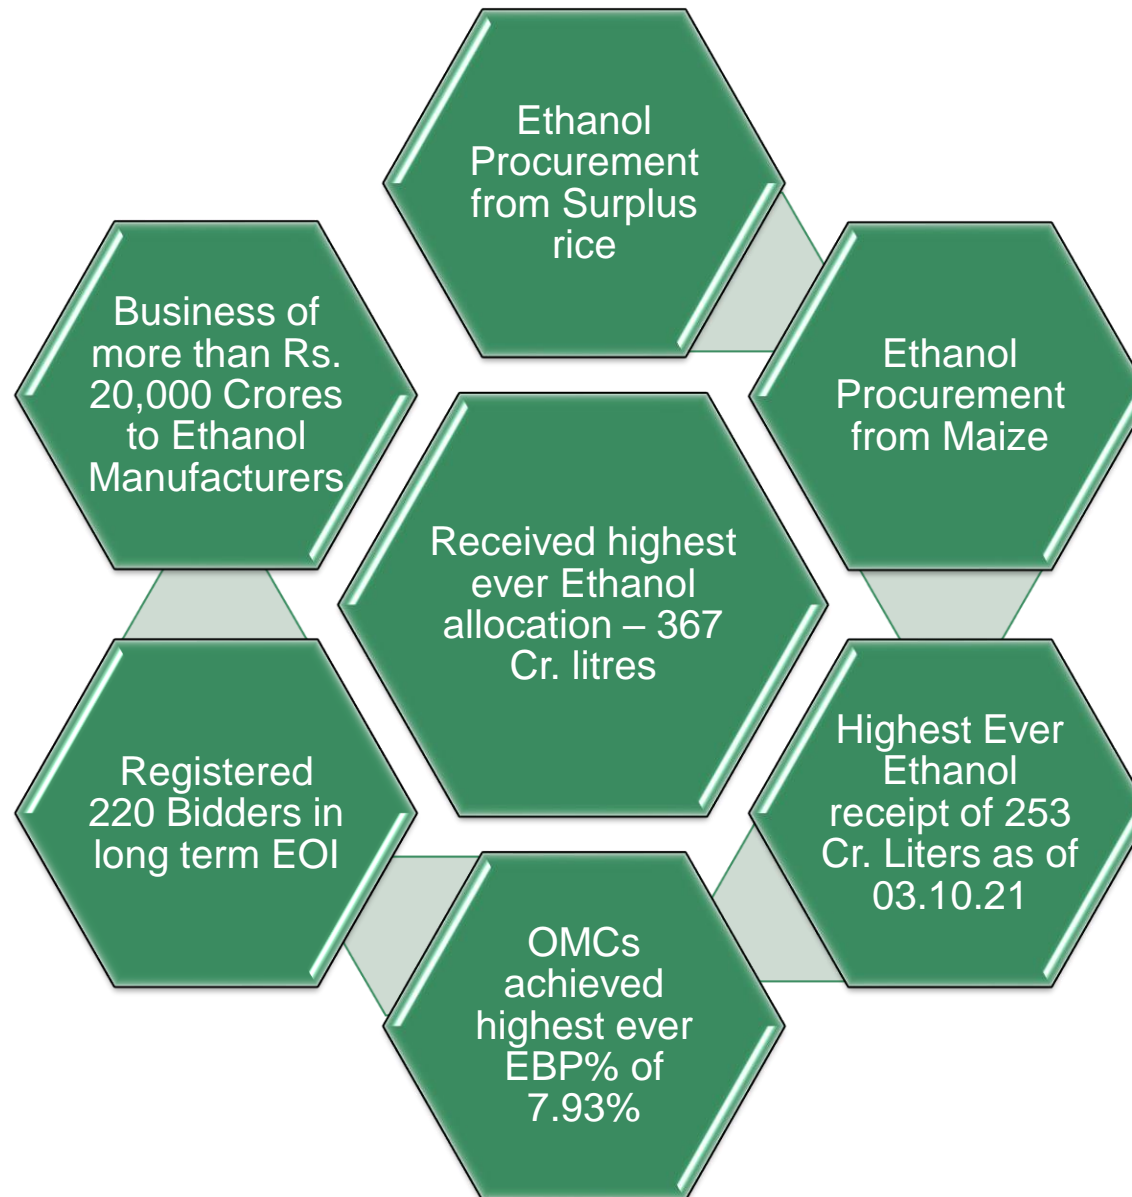 Ethanol
Procurement
from Surplus
rice
Ethanol
Procurement
from Maize
Highest Ever
Ethanol
receipt of 253
Cr. Liters as of
03.10.21
OMCs
achieved
highest ever
EBP% of
7.93%
Registered
220 Bidders in
long term EOI
Business of
more than Rs.
20,000 Crores
to Ethanol
Manufacturers
Received highest
ever Ethanol
allocation – 367
Cr. litres